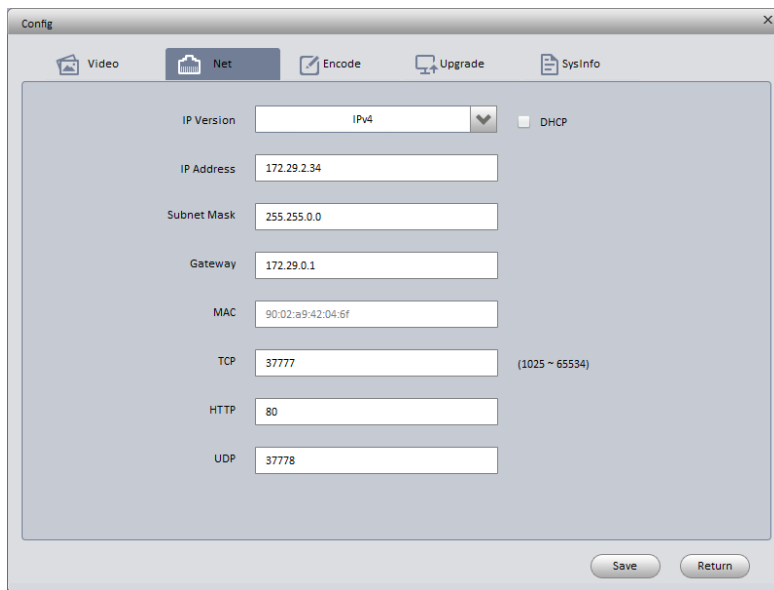 Config
Video Net Encode Upgrade SysInfo
IP Version IPv4 DHCP
IP Address 172.29.2.34
Subnet Mask 255.255.0.0
Gateway 172.29.0.1
MAC 90:02:a9:42:04:6f
TCP 37777 (1025 ~ 65534)
HTTP 80
UDP 37778
Save Return